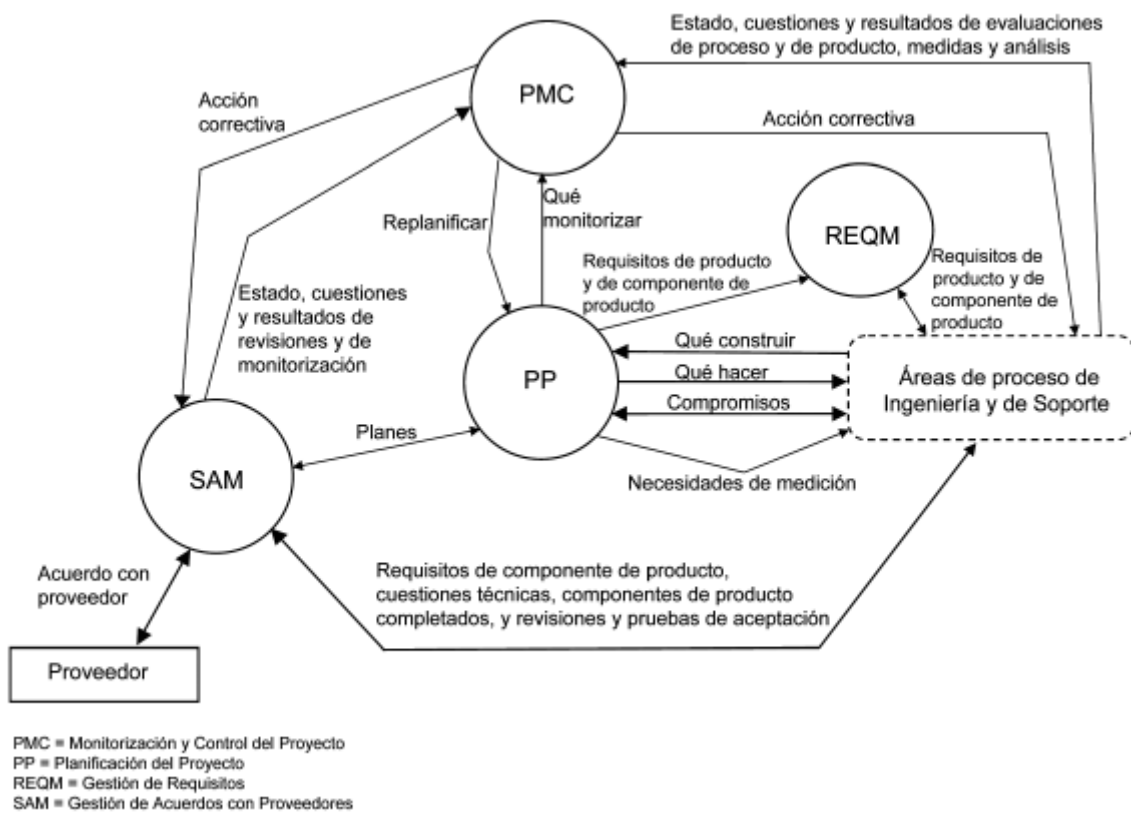 Estado, cuestiones y resultados de evaluaciones
de proceso y de producto, medidas y análisis
PMC
Acción
correctiva
Acción correctiva
Replanificar
Qué
monitorizar
REQM
Requisitos de producto
y de componente de
producto
Requisitos de
producto y de
componente de
producto
Estado, cuestiones
y resultados de
revisiones y de
monitorización
Qué construir
PP
Qué hacer
Áreas de proceso de
Ingeniería y de Soporte
Compromisos
Planes
SAM
Necesidades de medición
Acuerdo con
proveedor
Requisitos de componente de producto,
cuestiones técnicas, componentes de producto
completados, y revisiones y pruebas de aceptación
Proveedor
PMC = Monitorización y Control del Proyecto
PP = Planificación del Proyecto
REQM = Gestión de Requisitos
SAM = Gestión de Acuerdos con Proveedores